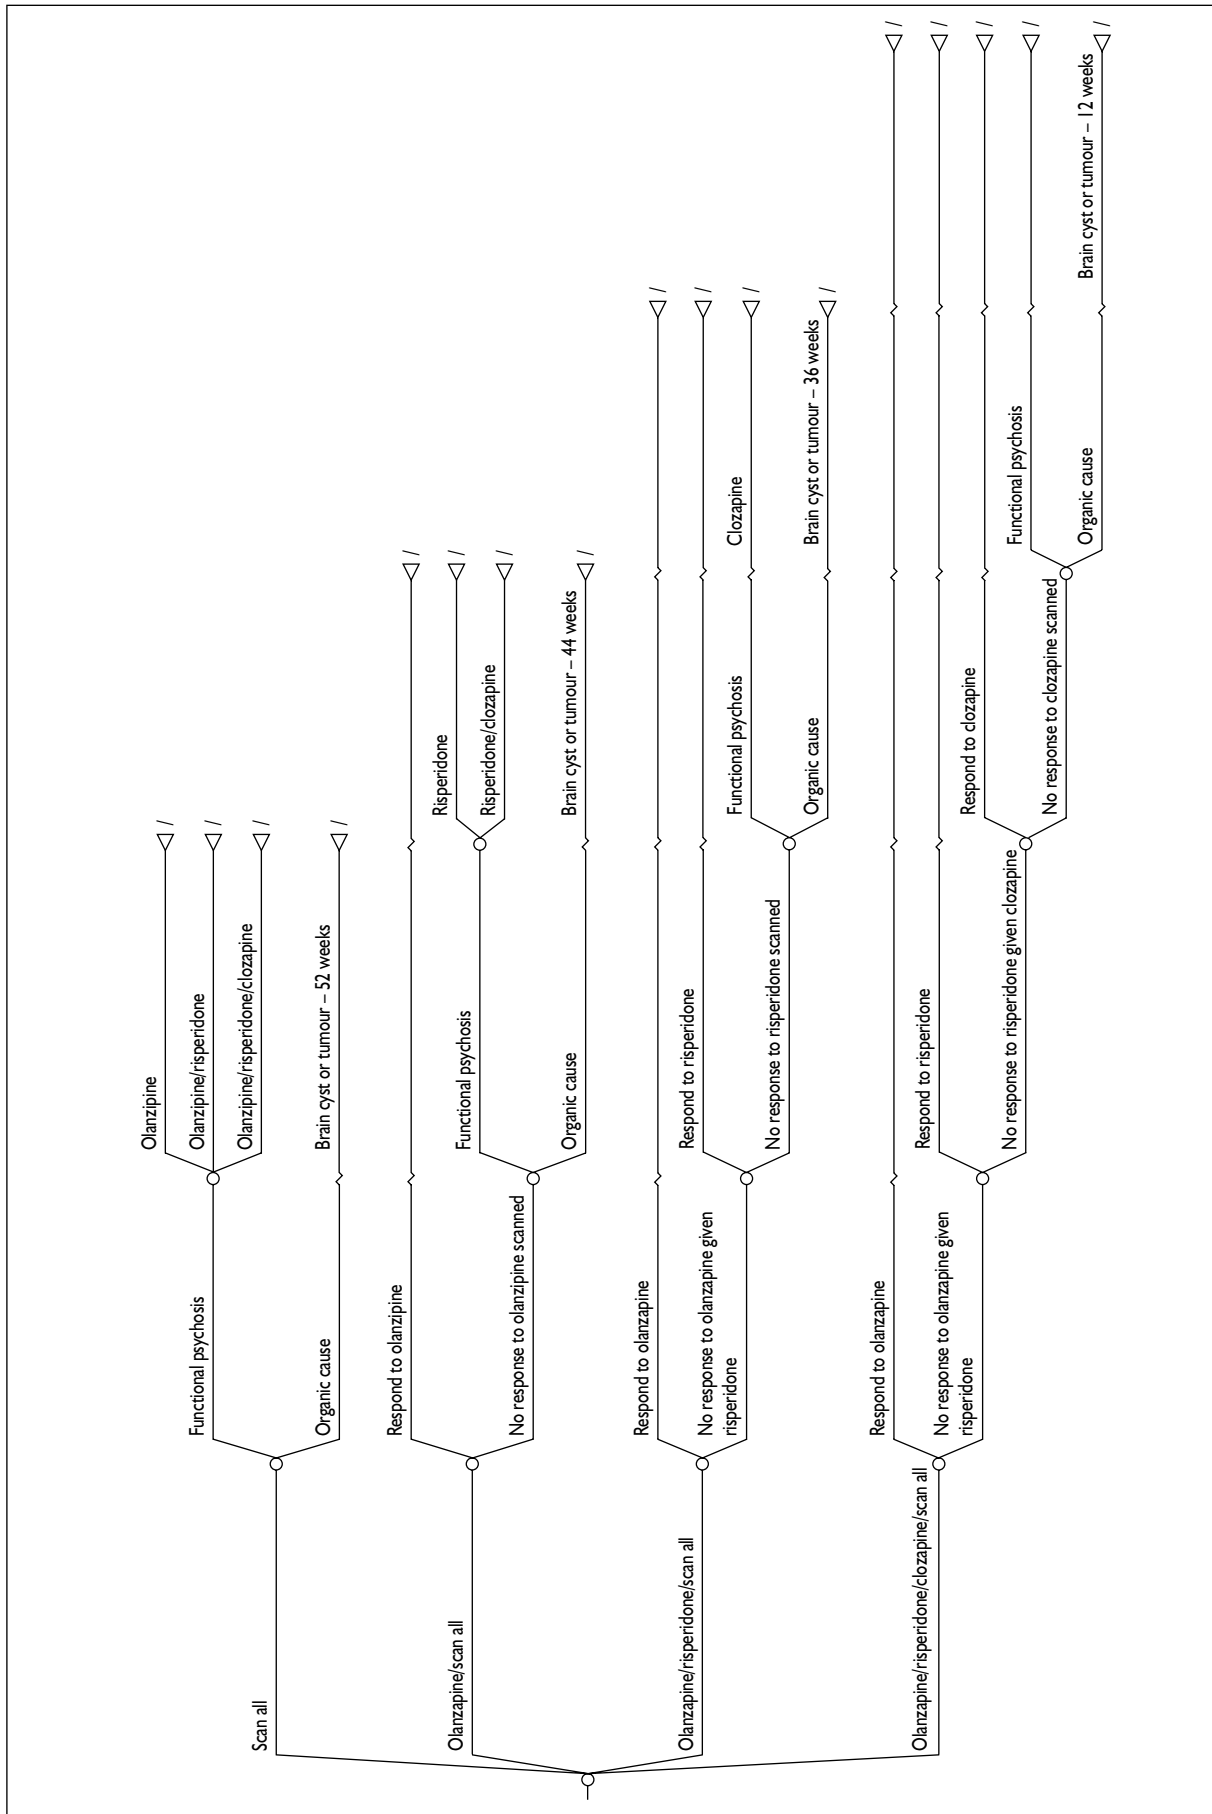 Scan all
Functional psychosis
Olanzipine
Olanzipine/risperidone
Olanzipine/risperidone/clozapine
Organic cause
Brain cyst or tumour – 52 weeks
Olanzapine/scan all
Respond to olanzipine
No response to olanzipine scanned
Functional psychosis
Risperidone
Risperidone/clozapine
Organic cause
Brain cyst or tumour – 44 weeks
Olanzapine/risperidone/scan all
Respond to olanzapine
No response to olanzapine given
risperidone
Respond to risperidone
No response to risperidone scanned
Functional psychosis
Clozapine
Organic cause
Brain cyst or tumour – 36 weeks
Olanzapine/risperidone/clozapine/scan all
Respond to olanzapine
No response to olanzapine given
risperidone
Respond to risperidone
No response to risperidone given clozapine
Respond to clozapine
No response to clozapine scanned
Functional psychosis
Organic cause
Brain cyst or tumour – 12 weeks